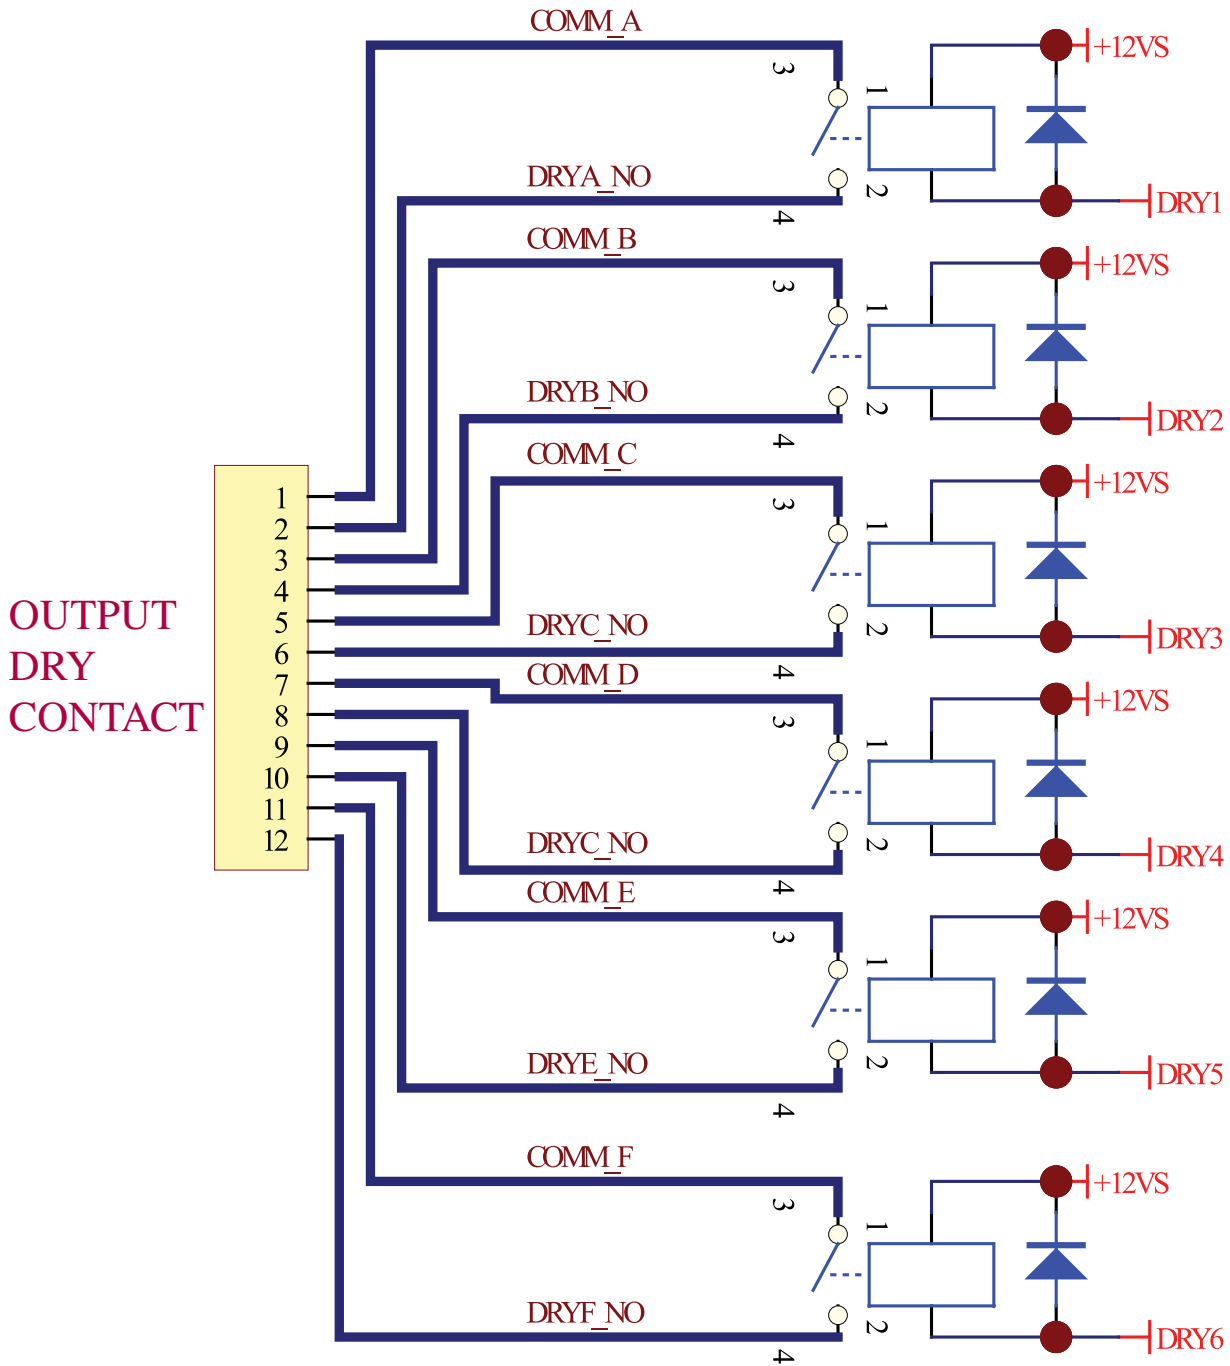 COMM_A
3
1
+12VS
DRYA_NO
4
2
DRY1
COMM_B
3
1
+12VS
DRYB_NO
4
2
DRY2
COMM_C
3
1
+12VS
DRYC_NO
4
2
DRY3
COMM_D
3
1
+12VS
DRYC_NO
4
2
DRY4
COMM_E
3
1
+12VS
DRYE_NO
4
2
DRY5
COMM_F
3
1
+12VS
DRYF_NO
4
2
DRY6
OUTPUT
DRY
CONTACT
1
2
3
4
5
6
7
8
9
10
11
12